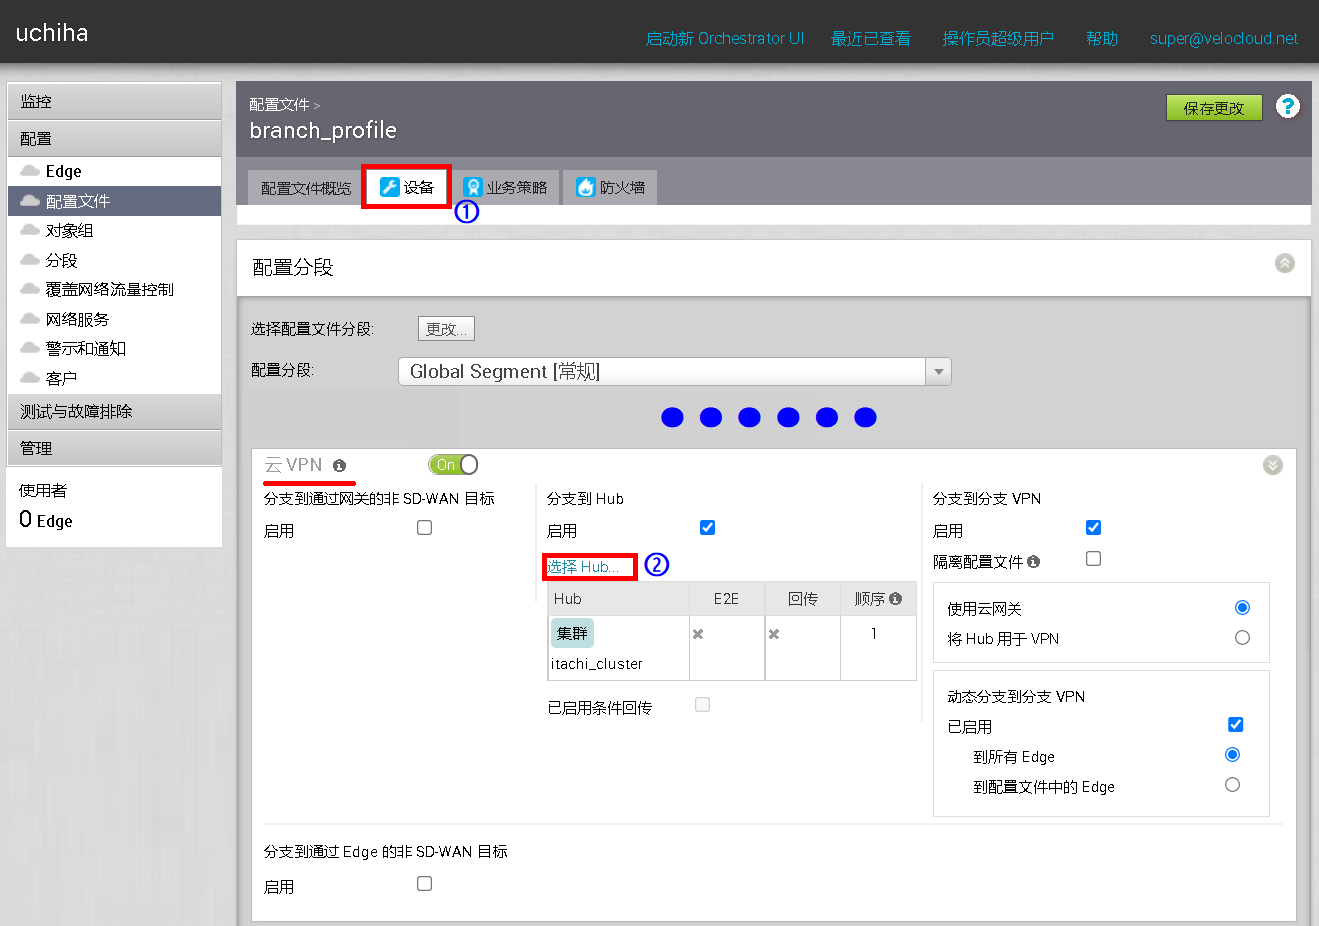 uchiha
启动新 Orchestrator UI
最近已查看
操作员超级用户
帮助
super@velocloud.net
监控
配置
Edge
配置文件
对象组
分段
覆盖网络流量控制
网络服务
警示和通知
客户
测试与故障排除
管理
使用者
0 Edge
配置文件 >
branch_profile
保存更改
?
配置文件概览
设备
业务策略
防火墙
①
配置分段
选择配置文件分段:
更改...
配置分段:
Global Segment [常规]
云 VPN
On
分支到通过网关的非 SD-WAN 目标
启用
分支到 Hub
启用
选择 Hub...
②
Hub
E2E
回传
顺序
集群
itachi_cluster
1
已启用条件回传
分支到分支 VPN
启用
隔离配置文件
使用云网关
将 Hub 用于 VPN
动态分支到分支 VPN
已启用
到所有 Edge
到配置文件中的 Edge
分支到通过 Edge 的非 SD-WAN 目标
启用